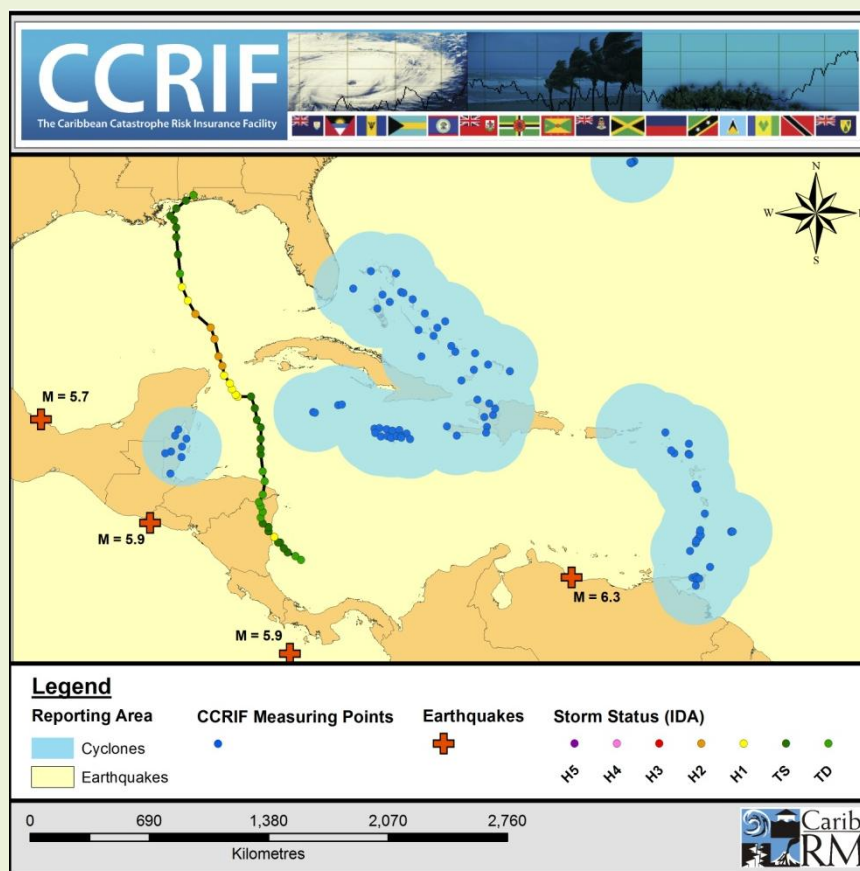 CCRIF
The Caribbean Catastrophe Risk Insurance Facility
N
W
S
M = 5.7
M = 5.9
M = 6.3
M = 5.9
Legend
Reporting Area
Cyclones
Earthquakes
CCRIF Measuring Points
Earthquakes
Storm Status (IDA)
H5 H4 H3 H2 H1 TS TD
0 690 1,380 2,070 2,760
Kilometres
Carib
RM